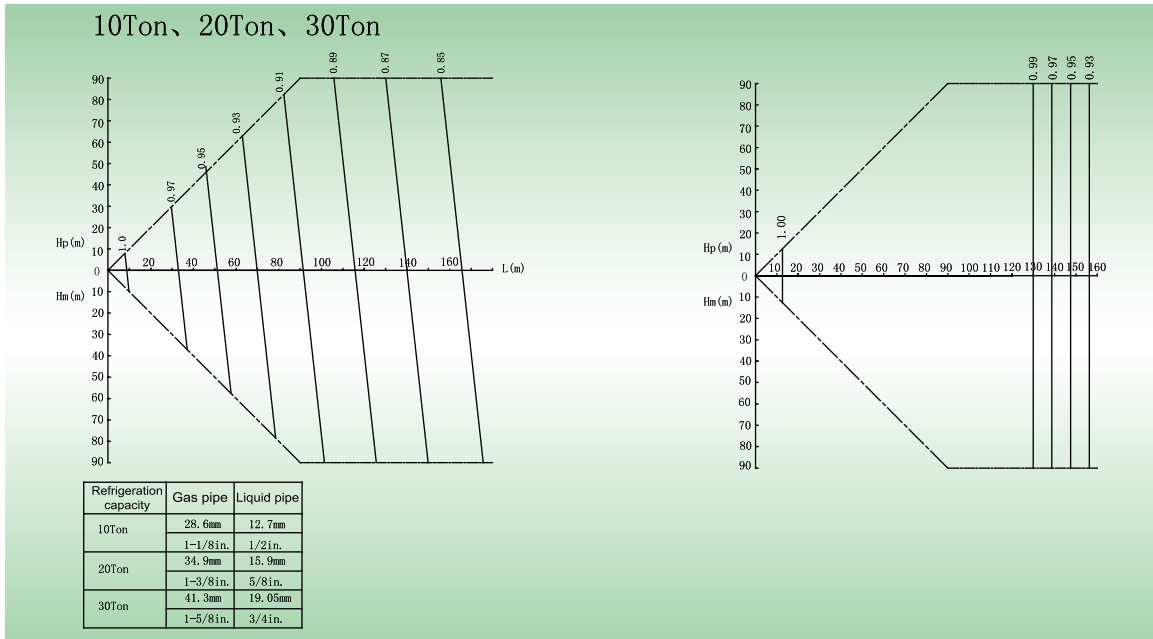 10Ton、20Ton、30Ton
0.91 0.89 0.87 0.85
0.93
0.95
0.97
1.0
90
80
70
60
50
40
30
20
Hp(m) 10
0 20 40 60 80 100 120 140 160 L(m)
Hm(m) 10
20
30
40
50
60
70
80
90
0.99 0.97 0.95 0.93
1.00
90
80
70
60
50
40
30
20
Hp(m) 10
0 10 20 30 40 50 60 70 80 90 100 110 120 130 140 150 160
Hm(m) 10
20
30
40
50
60
70
80
90
Refrigeration capacity Gas pipe Liquid pipe
10Ton 28.6mm 12.7mm
1-1/8in. 1/2in.
20Ton 34.9mm 15.9mm
1-3/8in. 5/8in.
30Ton 41.3mm 19.05mm
1-5/8in. 3/4in.